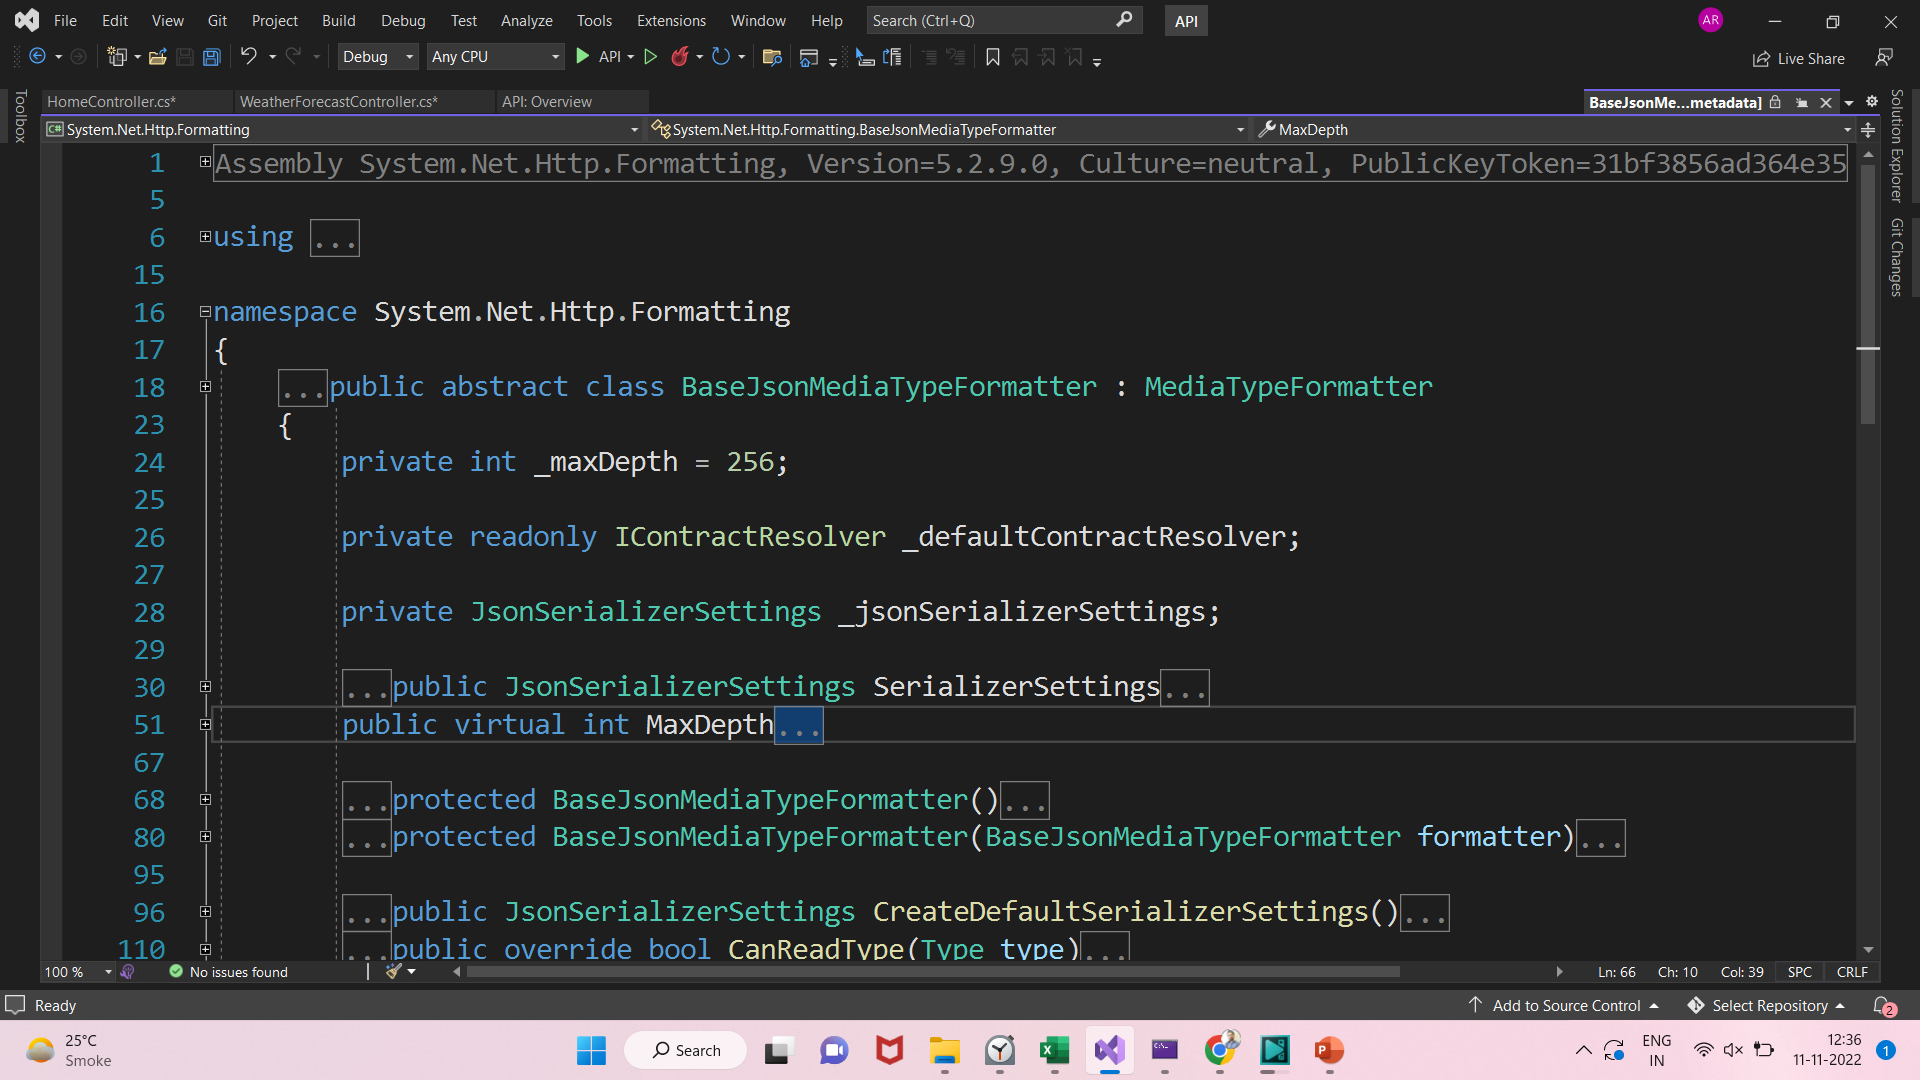 File Edit View Git Project Build Debug Test Analyze Tools Extensions Window Help Search (Ctrl+Q) API AR
Debug Any CPU API Live Share
Toolbox
HomeController.cs* WeatherForecastController.cs* API: Overview BaseJsonMe...metadata]
C# System.Net.Http.Formatting System.Net.Http.Formatting.BaseJsonMediaTypeFormatter MaxDepth
Solution Explorer
Git Changes
1 Assembly System.Net.Http.Formatting, Version=5.2.9.0, Culture=neutral, PublicKeyToken=31bf3856ad364e35
5
6 using ...
15
16 namespace System.Net.Http.Formatting
17 {
18 ...public abstract class BaseJsonMediaTypeFormatter : MediaTypeFormatter
23 {
24 private int _maxDepth = 256;
25
26 private readonly IContractResolver _defaultContractResolver;
27
28 private JsonSerializerSettings _jsonSerializerSettings;
29
30 ...public JsonSerializerSettings SerializerSettings...
51 public virtual int MaxDepth...
67
68 ...protected BaseJsonMediaTypeFormatter()...
80 ...protected BaseJsonMediaTypeFormatter(BaseJsonMediaTypeFormatter formatter)...
95
96 ...public JsonSerializerSettings CreateDefaultSerializerSettings()...
110 ...public override bool CanReadType(Type type)...
100 % No issues found Ln: 66 Ch: 10 Col: 39 SPC CRLF
Ready Add to Source Control Select Repository 2
25°C
Smoke
Search
P
ENG
IN
12:36
11-11-2022
1